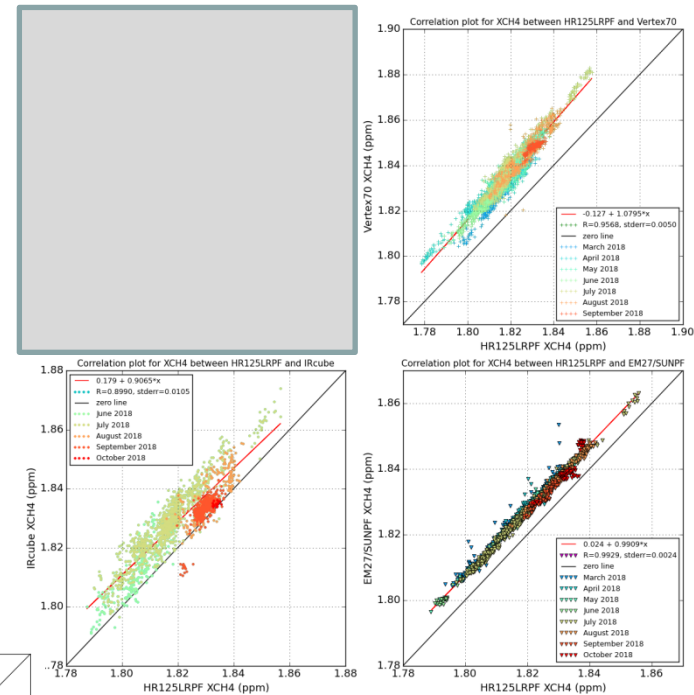 Correlation plot for XCH4 between HR125LRPF and Vertex70
1.90
1.88
1.86
1.84
1.82
1.80
1.78
Vertex70 XCH4 (ppm)
-0.127 + 1.0795*x
R=0.9568, stderr=0.0050
zero line
March 2018
April 2018
May 2018
June 2018
July 2018
August 2018
September 2018
1.78 1.80 1.82 1.84 1.86 1.88 1.90
HR125LRPF XCH4 (ppm)
Correlation plot for XCH4 between HR125LRPF and IRcube
1.88
1.86
1.84
1.82
1.80
.78
IRcube XCH4 (ppm)
0.179 + 0.9065*x
R=0.8990, stderr=0.0105
zero line
June 2018
July 2018
August 2018
September 2018
October 2018
1.78 1.80 1.82 1.84 1.86 1.88
HR125LRPF XCH4 (ppm)
Correlation plot for XCH4 between HR125LRPF and EM27/SUNPF
1.86
1.84
1.82
1.80
1.78
EM27/SUNPF XCH4 (ppm)
0.024 + 0.9909*x
R=0.9929, stderr=0.0024
zero line
March 2018
April 2018
May 2018
June 2018
July 2018
August 2018
September 2018
October 2018
1.78 1.80 1.82 1.84 1.86
HR125LRPF XCH4 (ppm)